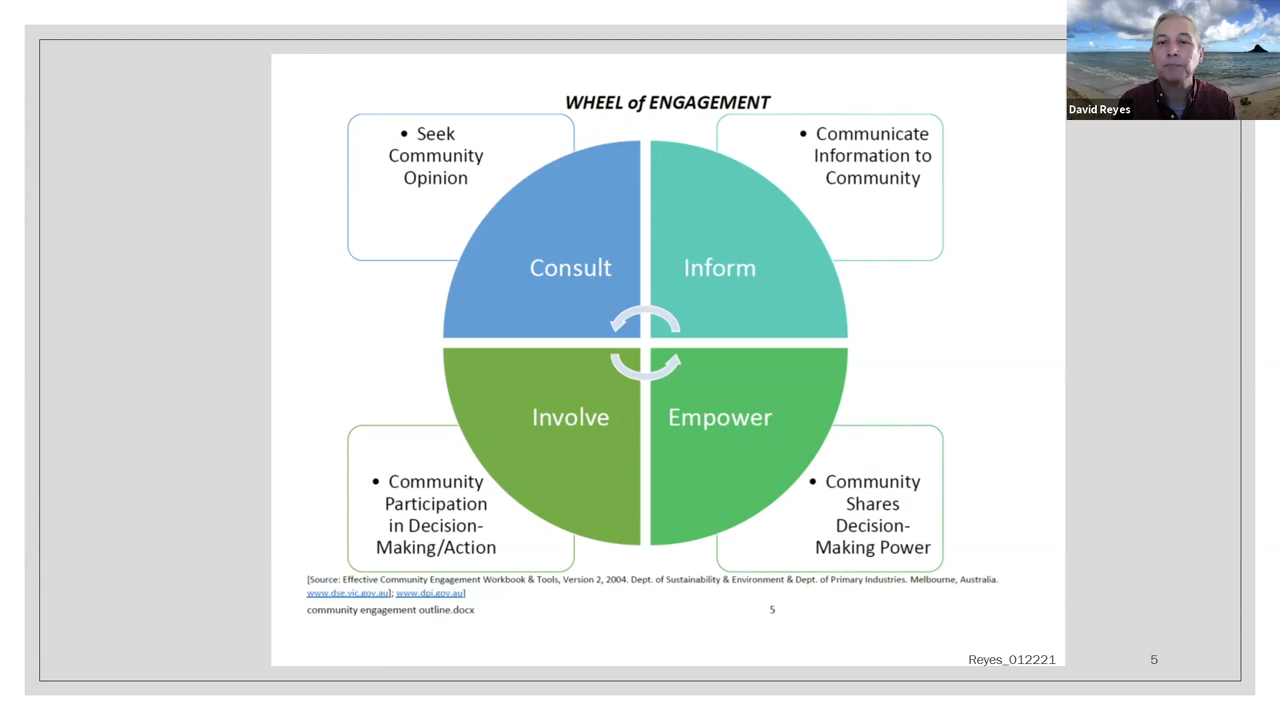 WHEEL of ENGAGEMENT
• Seek
Community
Opinion
• Communicate
Information to
Community
Consult
Inform
Involve
Empower
• Community
Participation
in Decision-
Making/Action
• Community
Shares
Decision-
Making Power
[Source: Effective Community Engagement Workbook & Tools, Version 2, 2004. Dept. of Sustainability & Environment & Dept. of Primary Industries. Melbourne, Australia.
www.dse.vic.gov.au]; www.dpi.gov.au]
community engagement outline.docx
5
Reyes_012221
5
David Reyes